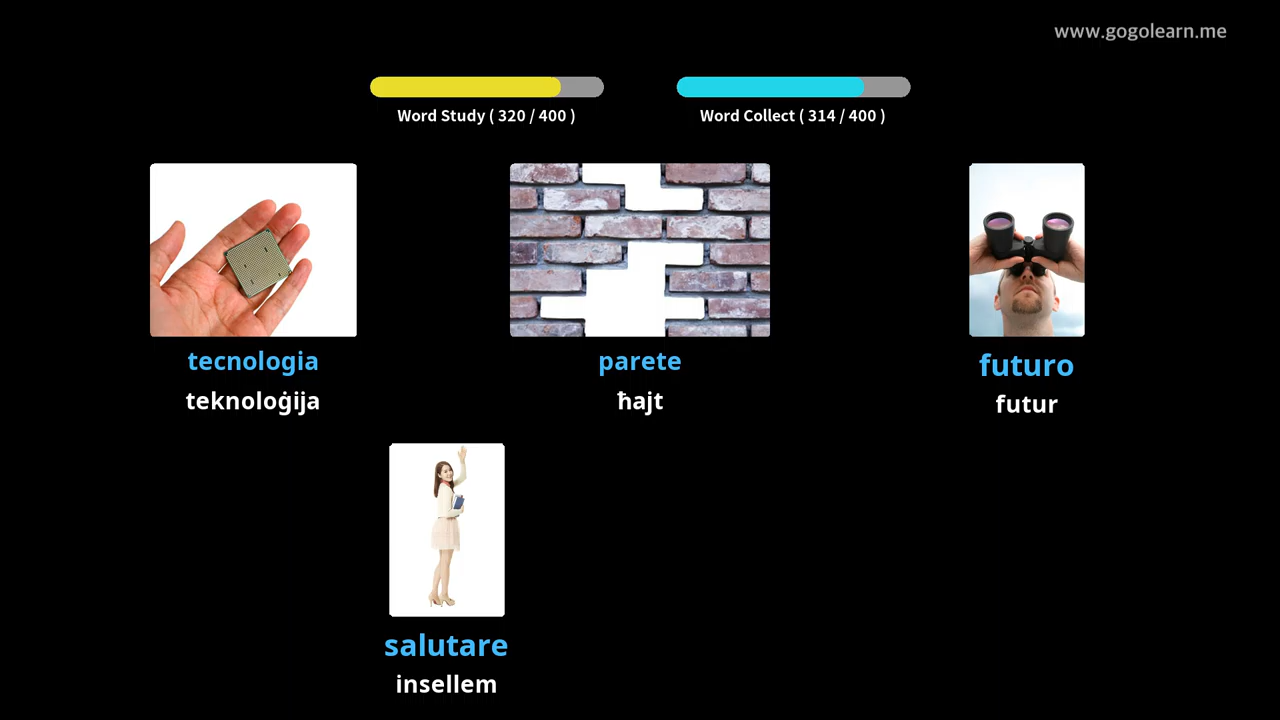 www.gogolearn.me
Word Study ( 320 / 400 )
Word Collect ( 314 / 400 )
tecnologia
teknoloġija
parete
ħajt
futuro
futur
salutare
insellem